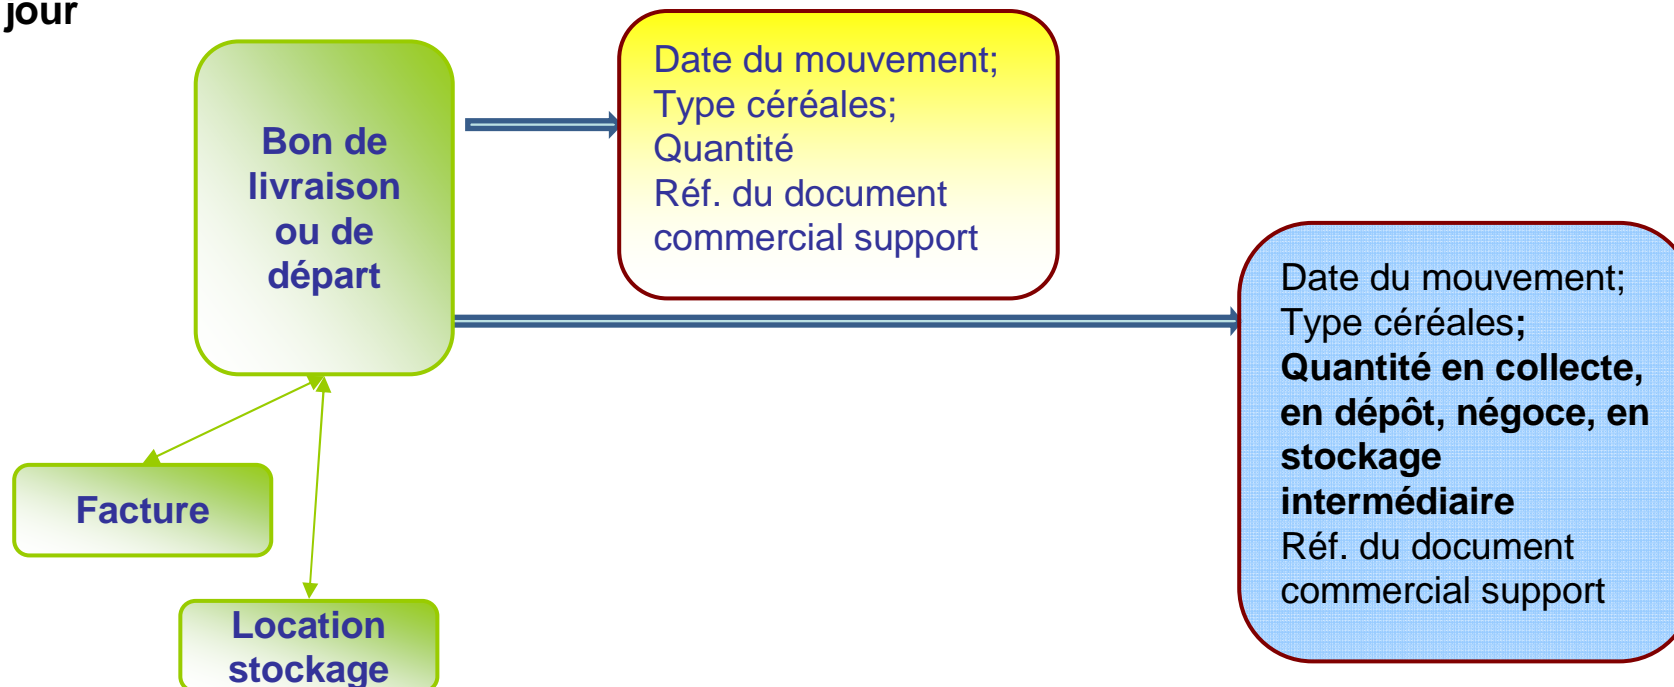 jour
Bon de
livraison
ou de
départ
Date du mouvement;
Type céréales;
Quantité
Réf. du document
commercial support
Date du mouvement;
Type céréales;
Quantité en collecte,
en dépôt, négoce, en
stockage
intermédiaire
Réf. du document
commercial support
Facture
Location
stockage